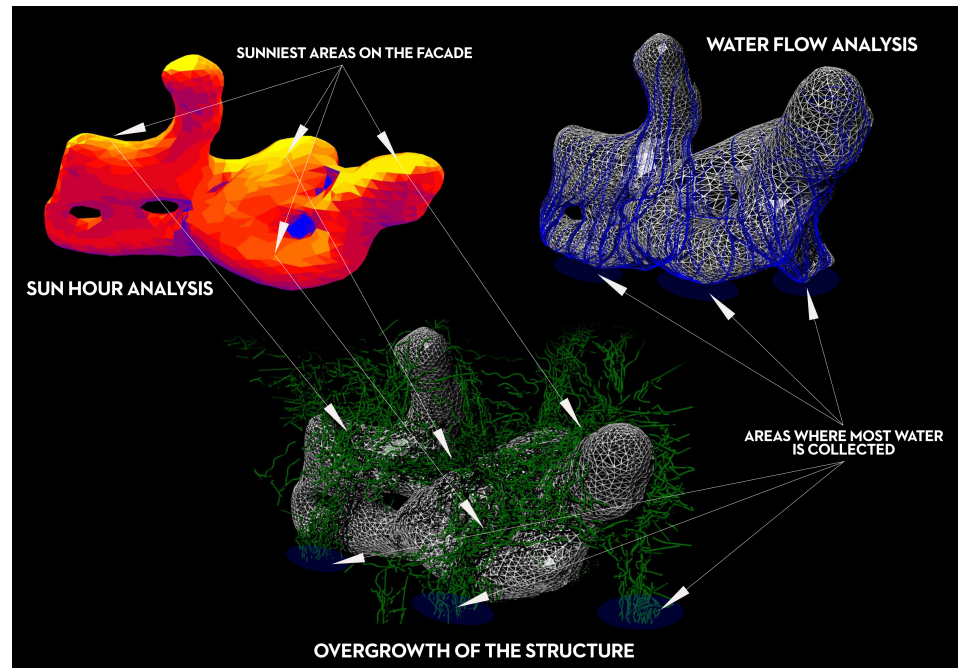 SUNNIEST AREAS ON THE FACADE
WATER FLOW ANALYSIS
SUN HOUR ANALYSIS
AREAS WHERE MOST WATER
IS COLLECTED
OVERGROWTH OF THE STRUCTURE